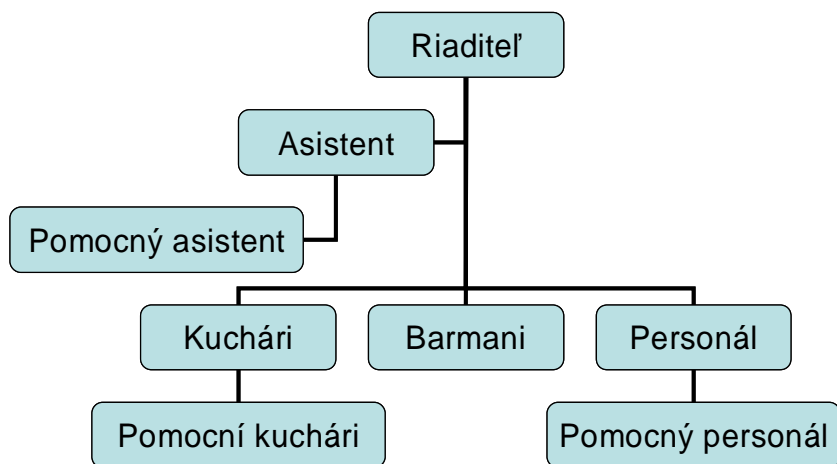 Riaditeľ
Asistent
Pomocný asistent
Kuchári
Barmani
Personál
Pomocní kuchári
Pomocný personál